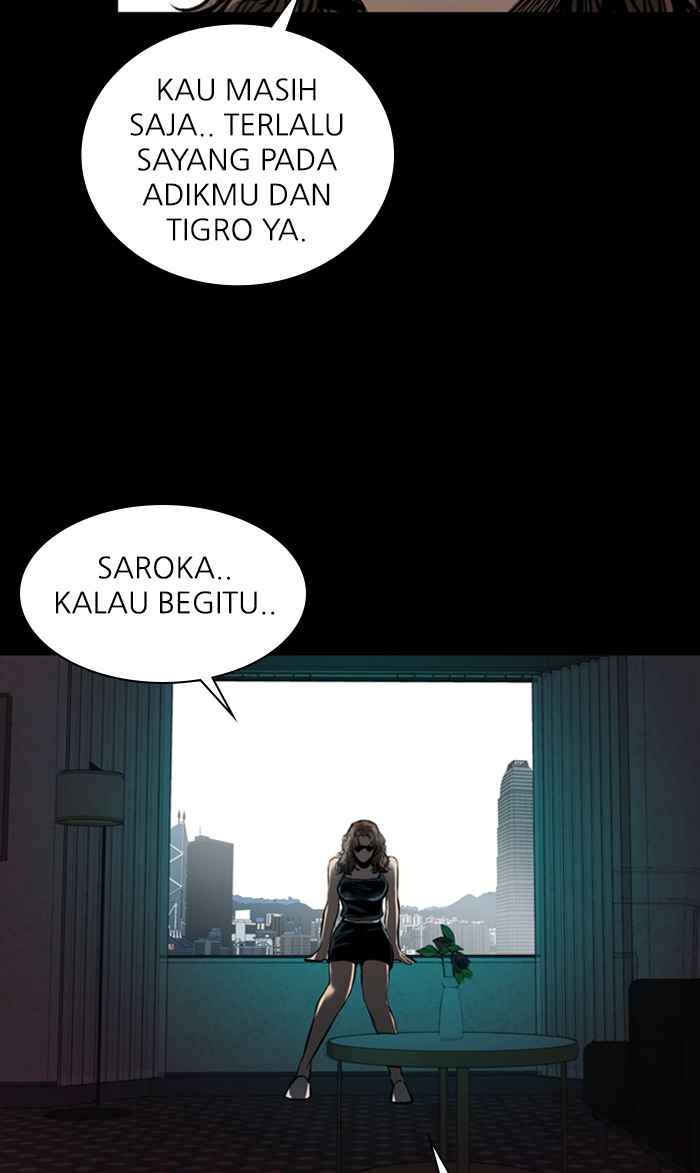 KAU MASIH
SAJA.. TERLALU
SAYANG PADA
ADIKMU DAN
TIGRO YA.
SAROKA..
KALAU BEGITU..